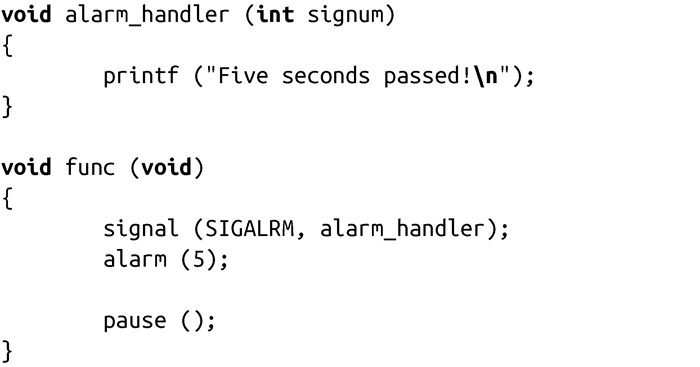 void alarm_handler (int signum)
{
        printf ("Five seconds passed!\n");
}

void func (void)
{
        signal (SIGALRM, alarm_handler);
        alarm (5);

        pause ();
}